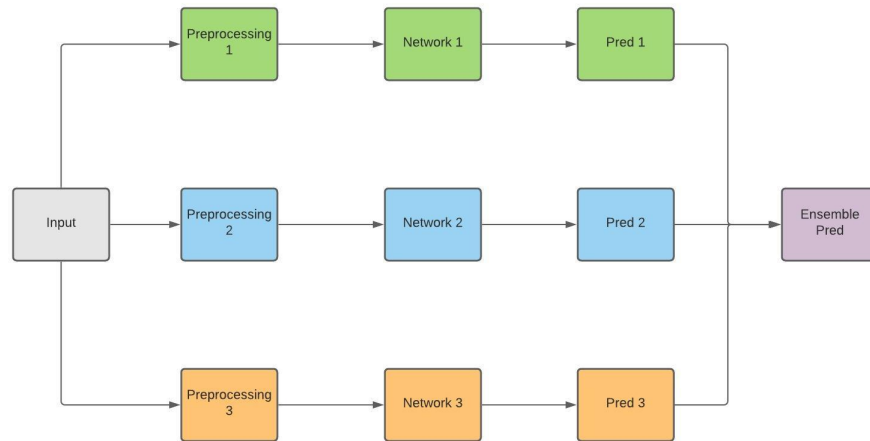 Preprocessing
1
Network 1
Pred 1
Input
Preprocessing
2
Network 2
Pred 2
Ensemble
Pred
Preprocessing
3
Network 3
Pred 3